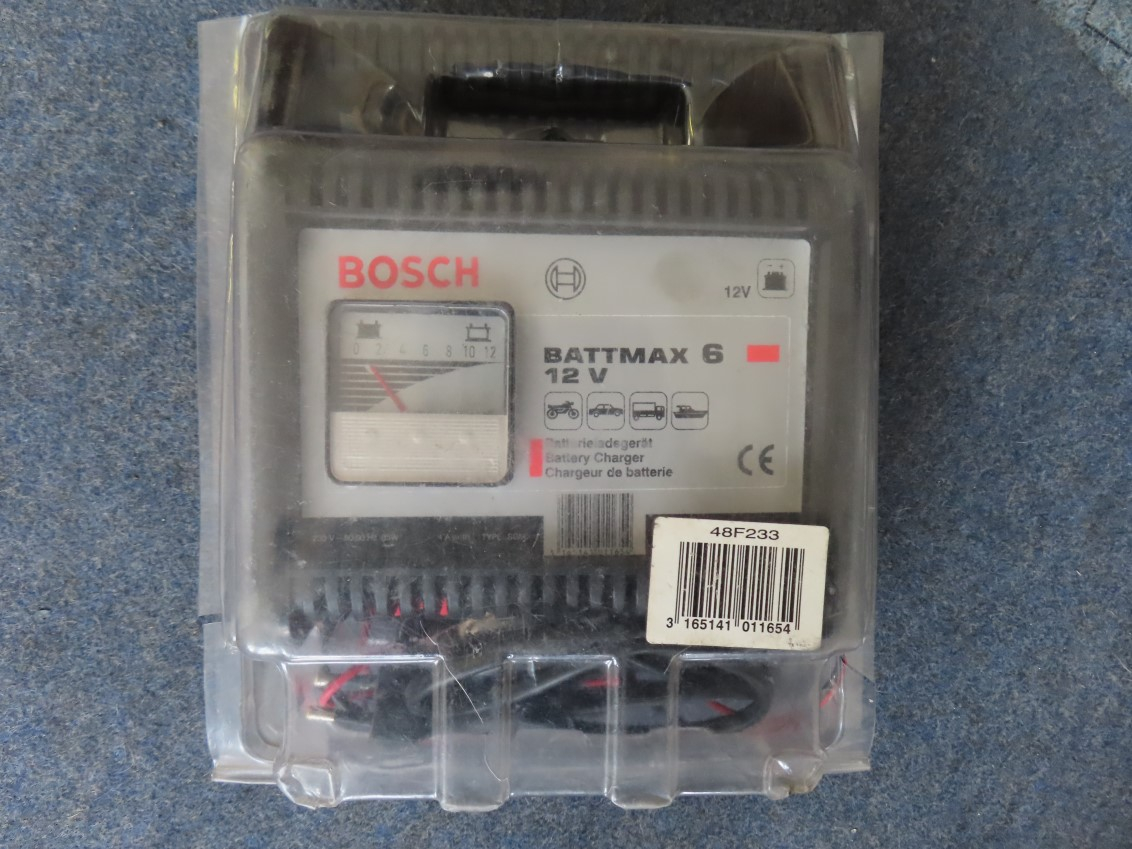 BOSCH
12V
0 2 4 6 8 10 12
BATTMAX 6
12 V
Batterieladegerät
Battery Charger
Chargeur de batterie
CE
48F233
3 165141 011654